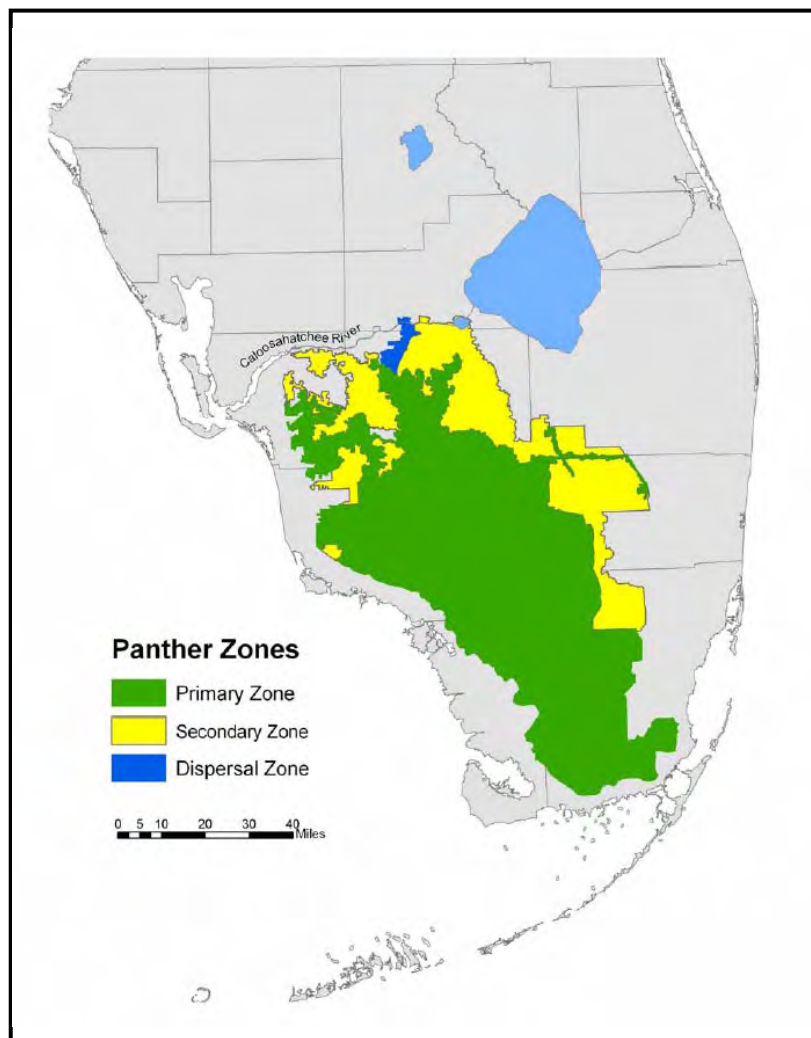 Caloosahatchee River
Panther Zones
Primary Zone
Secondary Zone
Dispersal Zone
0 5 10 20 30 40
Miles